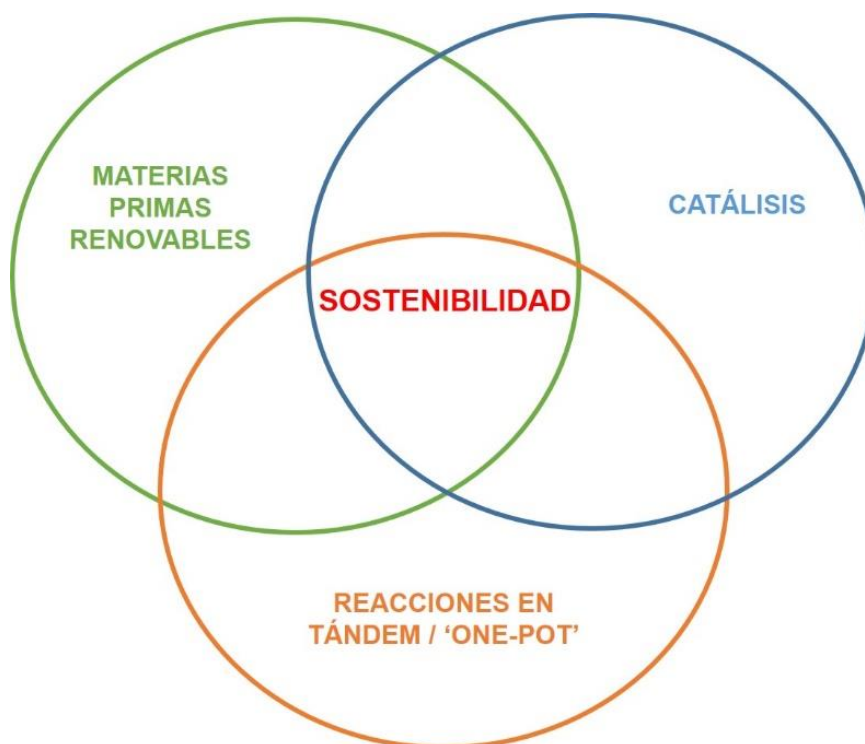 MATERIAS
PRIMAS
RENOVABLES
CATÁLISIS
SOSTENIBILIDAD
REACCIONES EN
TÁNDEM / ‘ONE-POT’